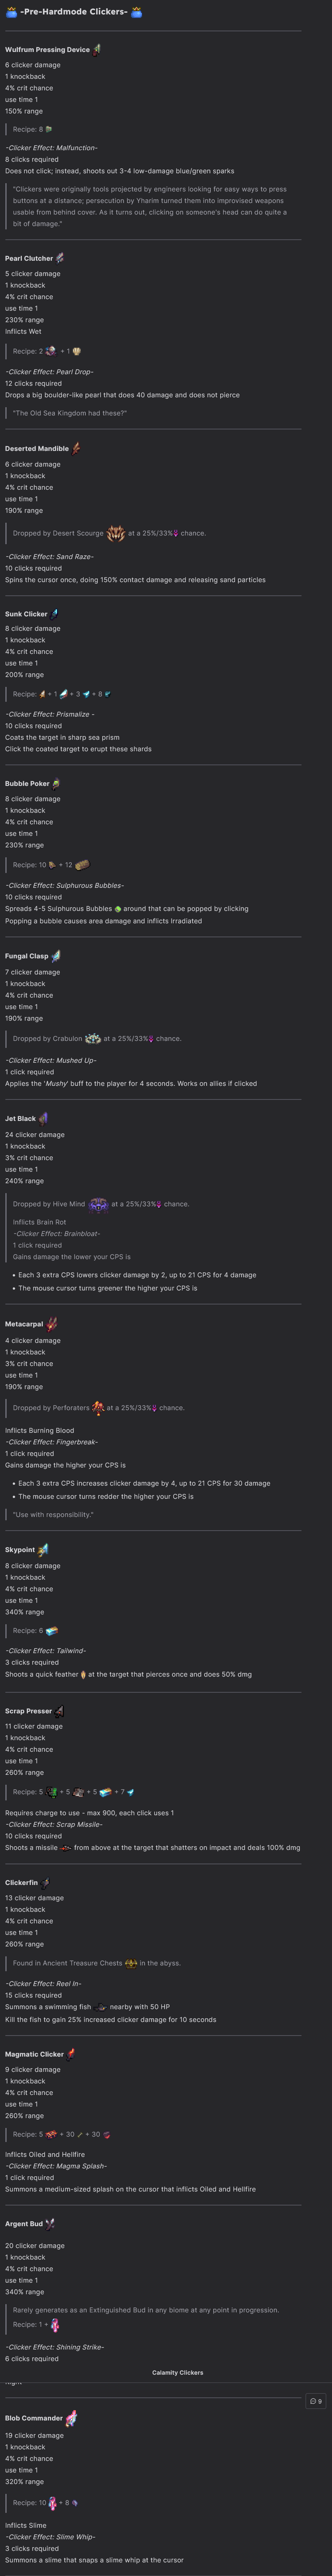 -Pre-Hardmode Clickers-
Wulfrum Pressing Device
6 clicker damage
1 knockback
4% crit chance
use time 1
150% range
Recipe: 8
-Clicker Effect: Malfunction-
8 clicks required
Does not click; instead, shoots out 3-4 low-damage blue/green sparks
"Clickers were originally tools projected by engineers looking for easy ways to press
buttons at a distance; persecution by Yharim turned them into improvised weapons
usable from behind cover. As it turns out, clicking on someone's head can do quite a
bit of damage."
Pearl Clutcher
5 clicker damage
1 knockback
4% crit chance
use time 1
230% range
Inflicts Wet
Recipe: 2 + 1
-Clicker Effect: Pearl Drop-
12 clicks required
Drops a big boulder-like pearl that does 40 damage and does not pierce
"The Old Sea Kingdom had these?"
Deserted Mandible
6 clicker damage
1 knockback
4% crit chance
use time 1
190% range
Dropped by Desert Scourge at a 25%/33% chance.
-Clicker Effect: Sand Raze-
10 clicks required
Spins the cursor once, doing 150% contact damage and releasing sand particles
Sunk Clicker
8 clicker damage
1 knockback
4% crit chance
use time 1
200% range
Recipe: + 1 + 3 + 8
-Clicker Effect: Prismalize -
10 clicks required
Coats the target in sharp sea prism
Click the coated target to erupt these shards
Bubble Poker
8 clicker damage
1 knockback
4% crit chance
use time 1
230% range
Recipe: 10 + 12
-Clicker Effect: Sulphurous Bubbles-
10 clicks required
Spreads 4-5 Sulphurous Bubbles around that can be popped by clicking
Popping a bubble causes area damage and inflicts Irradiated
Fungal Clasp
7 clicker damage
1 knockback
4% crit chance
use time 1
190% range
Dropped by Crabulon at a 25%/33% chance.
-Clicker Effect: Mushed Up-
1 click required
Applies the 'Mushy' buff to the player for 4 seconds. Works on allies if clicked
Jet Black
24 clicker damage
1 knockback
3% crit chance
use time 1
240% range
Dropped by Hive Mind at a 25%/33% chance.
Inflicts Brain Rot
-Clicker Effect: Brainbloat-
1 click required
Gains damage the lower your CPS is
• Each 3 extra CPS lowers clicker damage by 2, up to 21 CPS for 4 damage
• The mouse cursor turns greener the higher your CPS is
Metacarpal
4 clicker damage
1 knockback
3% crit chance
use time 1
190% range
Dropped by Perforaters at a 25%/33% chance.
Inflicts Burning Blood
-Clicker Effect: Fingerbreak-
1 click required
Gains damage the higher your CPS is
• Each 3 extra CPS increases clicker damage by 4, up to 21 CPS for 30 damage
• The mouse cursor turns redder the higher your CPS is
"Use with responsibility."
Skypoint
8 clicker damage
1 knockback
4% crit chance
use time 1
340% range
Recipe: 6
-Clicker Effect: Tailwind-
3 clicks required
Shoots a quick feather at the target that pierces once and does 50% dmg
Scrap Presser
11 clicker damage
1 knockback
4% crit chance
use time 1
260% range
Recipe: 5 + 5 + 5 + 7
Requires charge to use - max 900, each click uses 1
-Clicker Effect: Scrap Missile-
10 clicks required
Shoots a missile from above at the target that shatters on impact and deals 100% dmg
Clickerfin
13 clicker damage
1 knockback
4% crit chance
use time 1
260% range
Found in Ancient Treasure Chests in the abyss.
-Clicker Effect: Reel In-
15 clicks required
Summons a swimming fish nearby with 50 HP
Kill the fish to gain 25% increased clicker damage for 10 seconds
Magmatic Clicker
9 clicker damage
1 knockback
4% crit chance
use time 1
260% range
Recipe: 5 + 30 + 30
Inflicts Oiled and Hellfire
-Clicker Effect: Magma Splash-
1 click required
Summons a medium-sized splash on the cursor that inflicts Oiled and Hellfire
Argent Bud
20 clicker damage
1 knockback
4% crit chance
use time 1
340% range
Rarely generates as an Extinguished Bud in any biome at any point in progression.
Recipe: 1 +
-Clicker Effect: Shining Strike-
6 clicks required
Calamity Clickers
9
Blob Commander
19 clicker damage
1 knockback
4% crit chance
use time 1
320% range
Recipe: 10 + 8
Inflicts Slime
-Clicker Effect: Slime Whip-
3 clicks required
Summons a slime that snaps a slime whip at the cursor